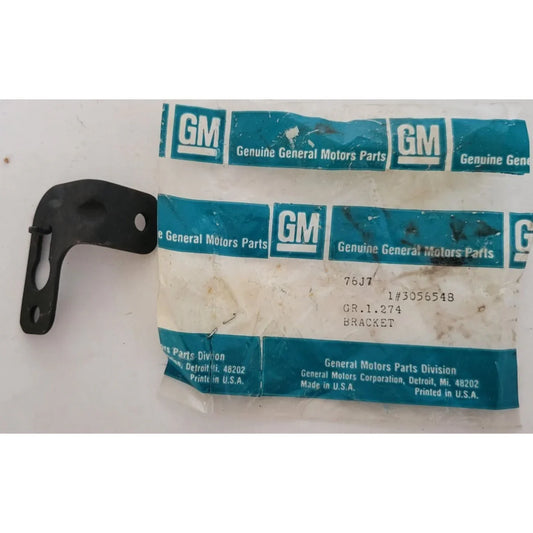 GM
Genuine General Motors Parts
GM
Genuine
Genuine General Motors Parts
GM
Genuine General Motors Parts
76J7
1#3056548
GR.1.274
BRACKET
Parts Division
Detroit, Mi. 48202
Printed in U.S.A.
General Motors Parts Division
General Motors Corporation, Detroit, Mi. 48202
Made in U.S.A. Printed in U.S.A.